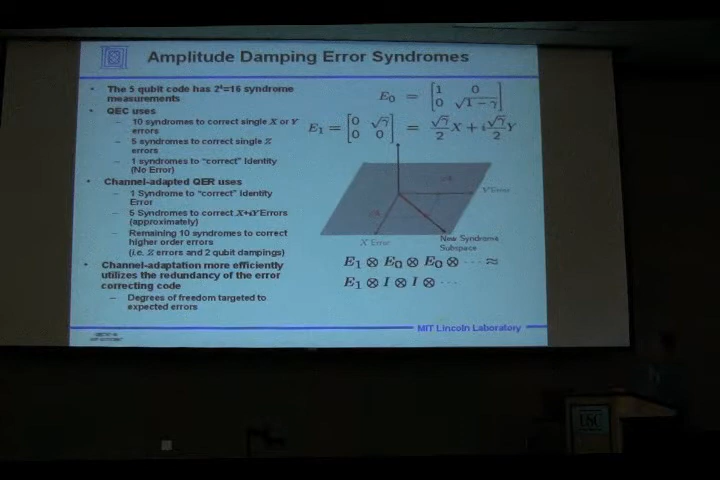 Amplitude Damping Error Syndromes
• The 5 qubit code has 2⁴=16 syndrome
measurements
• QEC uses
– 10 syndromes to correct single X or Y
errors
– 5 syndromes to correct single Z
errors
– 1 syndromes to "correct" Identity
(No Error)
• Channel-adapted QER uses
– 1 Syndrome to "correct" Identity
Error
– 5 Syndromes to correct X+iY Errors
(approximately)
– Remaining 10 syndromes to correct
higher order errors
(i.e. Z errors and 2 qubit dampings)
• Channel-adaptation more efficiently
utilizes the redundancy of the error
correcting code
– Degrees of freedom targeted to
expected errors
E₀ = [1 0; 0 √1−γ]
E₁ = [0 √γ; 0 0] = √γ/2 X + i √γ/2 Y
Y Error
X Error
New Syndrome
Subspace
E₁ ⊗ E₀ ⊗ E₀ ⊗ ⋯ ≈
E₁ ⊗ I ⊗ I ⊗ ⋯
MIT Lincoln Laboratory
USC